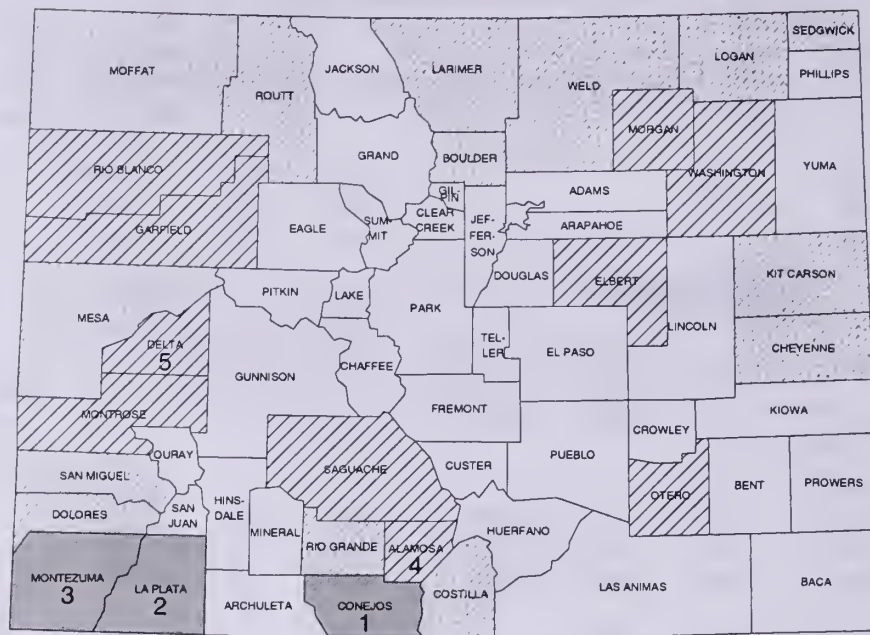 SEDGWICK
LOGAN
JACKSON
LARIMER
MOFFAT
PHILLIPS
WELD
ROUTT
MORGAN
GRAND
BOULDER
YUMA
RIO BLANCO
WASHINGTON
GIL-
PIN
ADAMS
CLEAR
CREEK
SUM-
MIT
EAGLE
JEF-
FER-
SON
ARAPAHOE
GARFIELD
DOUGLAS
ELBERT
KIT CARSON
PITKIN
LAKE
PARK
MESA
LINCOLN
DELTA
5
TEL-
LER
EL PASO
CHEYENNE
CHAFFEE
GUNNISON
FREMONT
MONTROSE
KIOWA
CROWLEY
OURAY
PUEBLO
SAGUACHE
CUSTER
SAN MIGUEL
BENT
PROWERS
OTERO
HINS-
DALE
SAN
JUAN
DOLORES
MINERAL
HUERFANO
RIO GRANDE
ALAMOSA
4
MONTEZUMA
3
LA PLATA
2
ARCHULETA
CONEJOS
1
COSTILLA
LAS ANIMAS
BACA